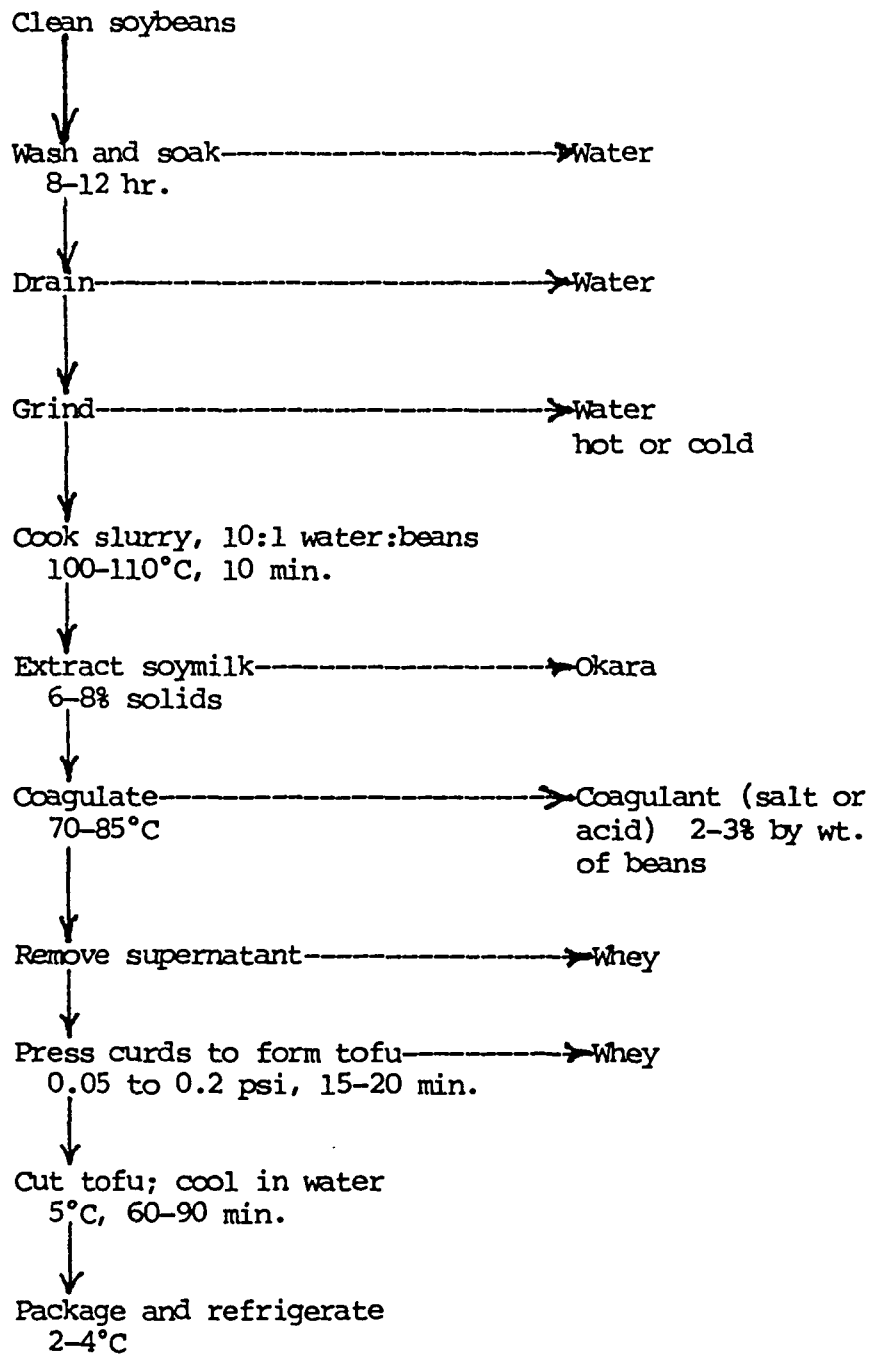 Clean soybeans
Wash and soak Water
8-12 hr.
Drain Water
Grind Water
hot or cold
Cook slurry, 10:1 water:beans
100-110°C, 10 min.
Extract soymilk Okara
6-8% solids
Coagulate Coagulant (salt or
70-85°C acid) 2-3% by wt.
of beans
Remove supernatant Whey
Press curds to form tofu Whey
0.05 to 0.2 psi, 15-20 min.
Cut tofu; cool in water
5°C, 60-90 min.
Package and refrigerate
2-4°C